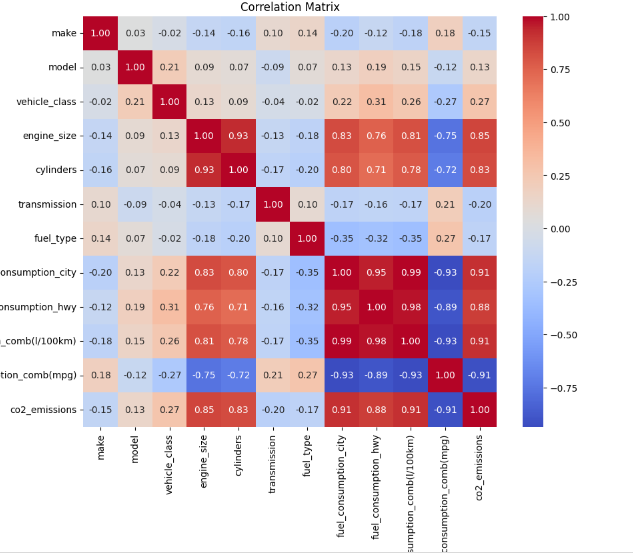 Correlation Matrix
make 1.00 0.03 -0.02 -0.14 -0.16 0.10 0.14 -0.20 -0.12 -0.18 0.18 -0.15
model 0.03 1.00 0.21 0.09 0.07 -0.09 0.07 0.13 0.19 0.15 -0.12 0.13
vehicle_class -0.02 0.21 1.00 0.13 0.09 -0.04 -0.02 0.22 0.31 0.26 -0.27 0.27
engine_size -0.14 0.09 0.13 1.00 0.93 -0.13 -0.18 0.83 0.76 0.81 -0.75 0.85
cylinders -0.16 0.07 0.09 0.93 1.00 -0.17 -0.20 0.80 0.71 0.78 -0.72 0.83
transmission 0.10 -0.09 -0.04 -0.13 -0.17 1.00 0.10 -0.17 -0.16 -0.17 0.21 -0.20
fuel_type 0.14 0.07 -0.02 -0.18 -0.20 0.10 1.00 -0.35 -0.32 -0.35 0.27 -0.17
onsumption_city -0.20 0.13 0.22 0.83 0.80 -0.17 -0.35 1.00 0.95 0.99 -0.93 0.91
onsumption_hwy -0.12 0.19 0.31 0.76 0.71 -0.16 -0.32 0.95 1.00 0.98 -0.89 0.88
_comb(l/100km) -0.18 0.15 0.26 0.81 0.78 -0.17 -0.35 0.99 0.98 1.00 -0.93 0.91
tion_comb(mpg) 0.18 -0.12 -0.27 -0.75 -0.72 0.21 0.27 -0.93 -0.89 -0.93 1.00 -0.91
co2_emissions -0.15 0.13 0.27 0.85 0.83 -0.20 -0.17 0.91 0.88 0.91 -0.91 1.00
make
model
vehicle_class
engine_size
cylinders
transmission
fuel_type
fuel_consumption_city
fuel_consumption_hwy
sumption_comb(l/100km)
consumption_comb(mpg)
co2_emissions
1.00
0.75
0.50
0.25
0.00
−0.25
−0.50
−0.75